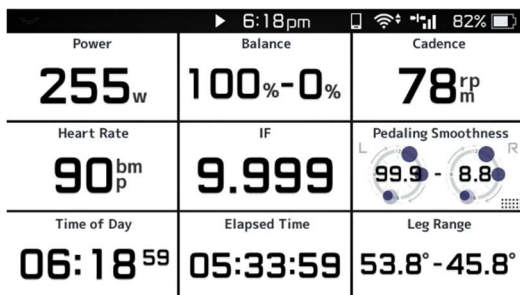 6:18pm 82%
Power Balance Cadence
255w 100%-0% 78rpm
Heart Rate IF Pedaling Smoothness
90bmp 9.999 L 99.9 - 8.8 R
Time of Day Elapsed Time Leg Range
06:18 59 05:33:59 53.8°-45.8°